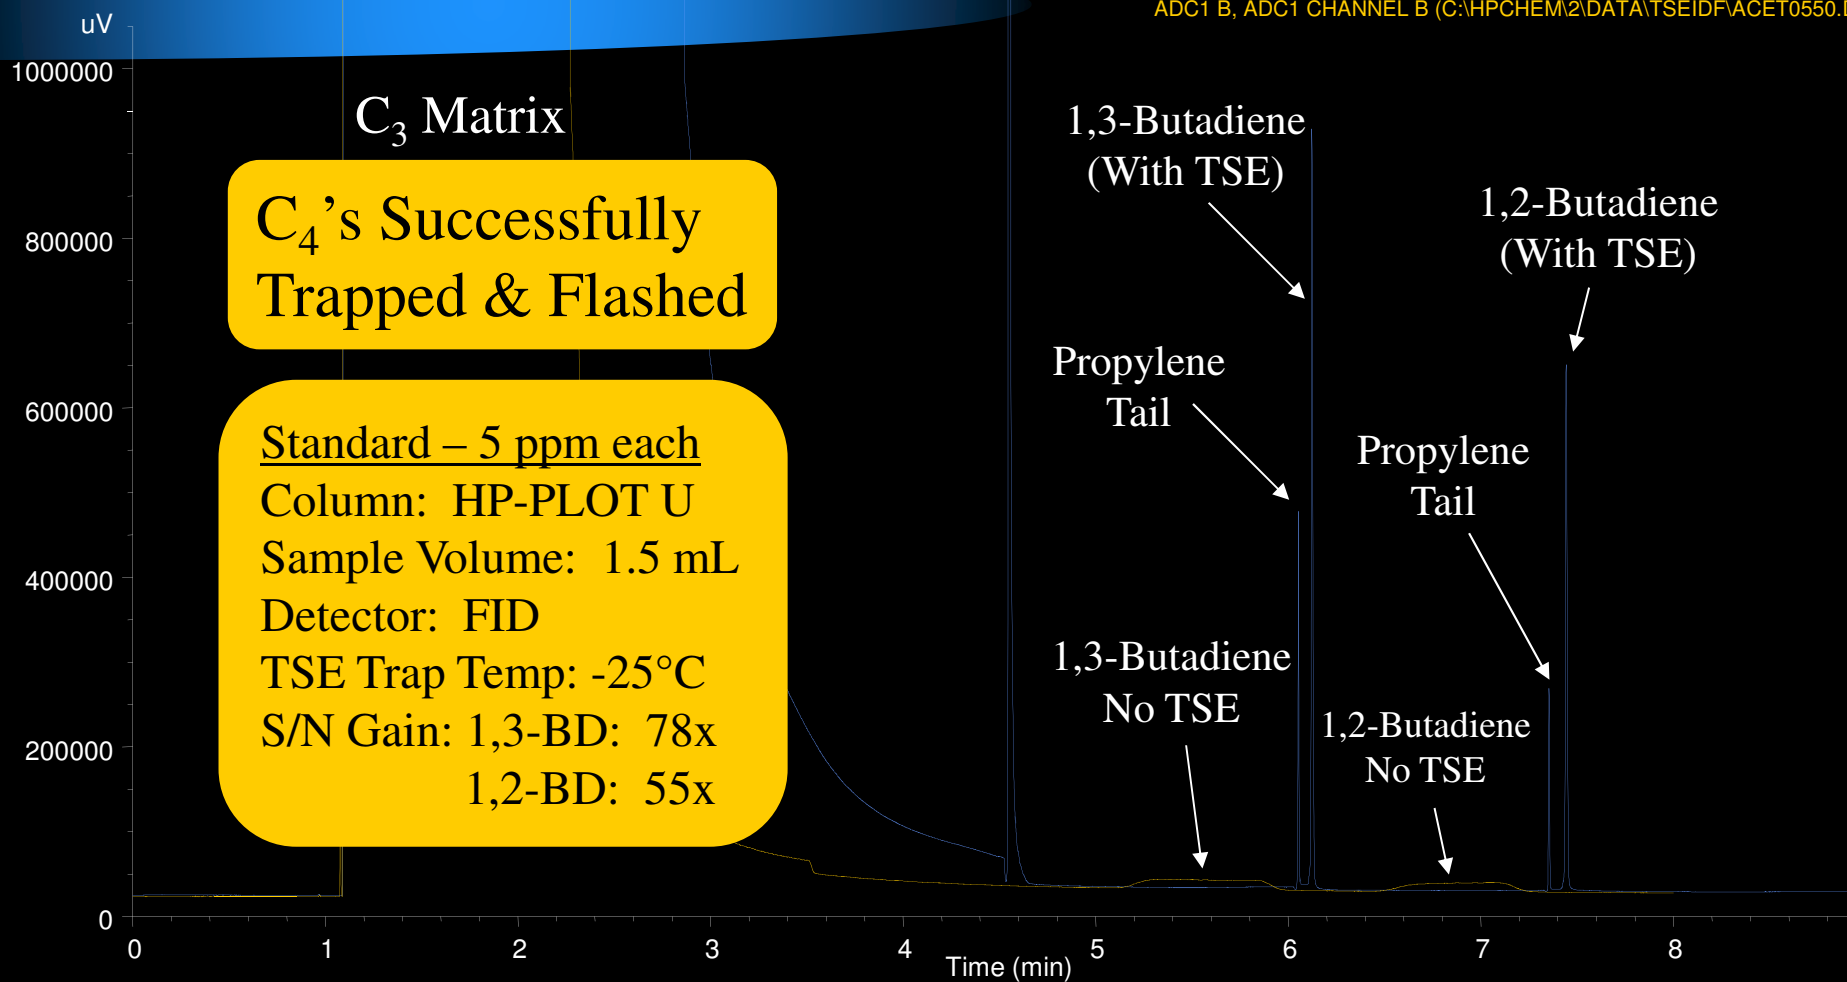 ADC1 B, ADC1 CHANNEL B (C:\HPCHEM\2\DATA\TSEIDF\ACET0550.
uV
1000000
800000
600000
400000
200000
0
C₃ Matrix
C₄’s Successfully
Trapped & Flashed
Standard – 5 ppm each
Column: HP-PLOT U
Sample Volume: 1.5 mL
Detector: FID
TSE Trap Temp: -25°C
S/N Gain: 1,3-BD: 78x
1,2-BD: 55x
1,3-Butadiene
(With TSE)
1,2-Butadiene
(With TSE)
Propylene
Tail
Propylene
Tail
1,3-Butadiene
No TSE
1,2-Butadiene
No TSE
0 1 2 3 4 5 6 7 8
Time (min)